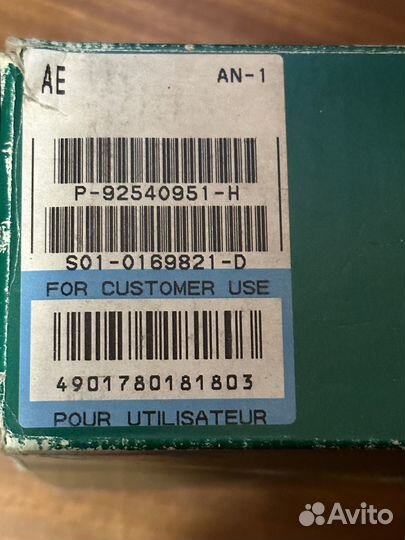 AE AN-1
P-92540951-H
S01-0169821-D
FOR CUSTOMER USE
4901780181803
POUR UTILISATEUR
Avito